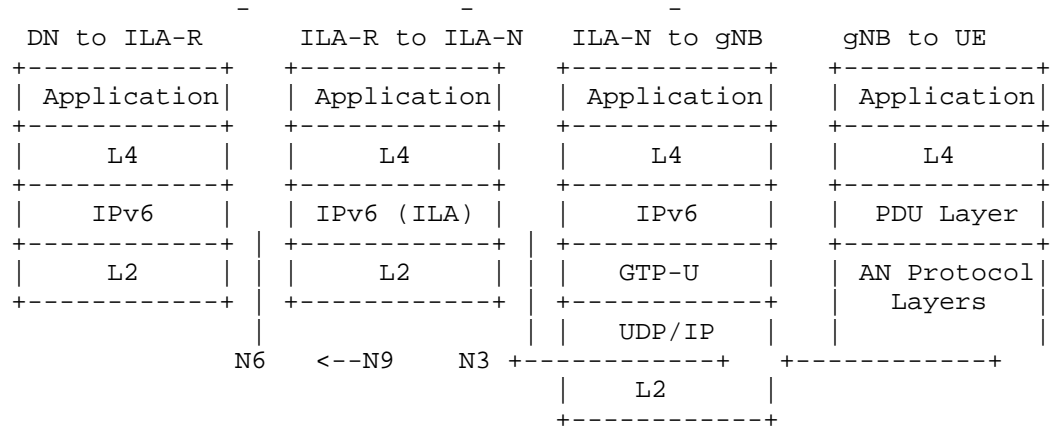 DN to ILA-R ILA-R to ILA-N ILA-N to gNB gNB to UE
+------------+ +------------+ +------------+ +------------+
| Application| | Application| | Application| | Application|
+------------+ +------------+ +------------+ +------------+
| L4 | | L4 | | L4 | | L4 |
+------------+ +------------+ +------------+ +------------+
| IPv6 | | IPv6 (ILA) | | IPv6 | | PDU Layer |
+------------+ | +------------+ | +------------+ +------------+
| L2 | | | L2 | | | GTP-U | | AN Protocol|
+------------+ | +------------+ | +------------+ | Layers |
| | | UDP/IP | | |
N6 <--N9 N3 +------------+ +------------+
| L2 |
+------------+